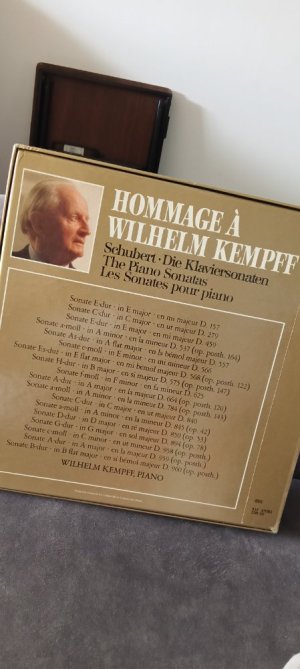 HOMMAGE À
WILHELM KEMPFF
Schubert · Die Klaviersonaten
The Piano Sonatas
Les Sonates pour piano
Sonate E-dur · in E major · en mi majeur D. 157
Sonate C-dur · in C major · en ut majeur D. 279
Sonate E-dur · in E major · en mi majeur D. 459
Sonate a-moll · in A minor · en la mineur D. 537 (op. posth. 164)
Sonate As-dur · in A flat major · en la bémol majeur D. 557
Sonate e-moll · in E minor · en mi mineur D. 566
Sonate Es-dur · in E flat major · en mi bémol majeur D. 568 (op. posth. 122)
Sonate H-dur · in B major · en si majeur D. 575 (op. posth. 147)
Sonate f-moll · in F minor · en fa mineur D. 625
Sonate A-dur · in A major · en la majeur D. 664 (op. posth. 120)
Sonate a-moll · in A minor · en la mineur D. 784 (op. posth. 143)
Sonate C-dur · in C major · en ut majeur D. 840
Sonate a-moll · in A minor · en la mineur D. 845 (op. 42)
Sonate D-dur · in D major · en ré majeur D. 850 (op. 53)
Sonate G-dur · in G major · en sol majeur D. 894 (op. 78)
Sonate c-moll · in C minor · en ut mineur D. 958 (op. posth.)
Sonate A-dur · in A major · en la majeur D. 959 (op. posth.)
Sonate B-dur · in B flat major · en si bémol majeur D. 960 (op. posth.)
WILHELM KEMPFF, PIANO